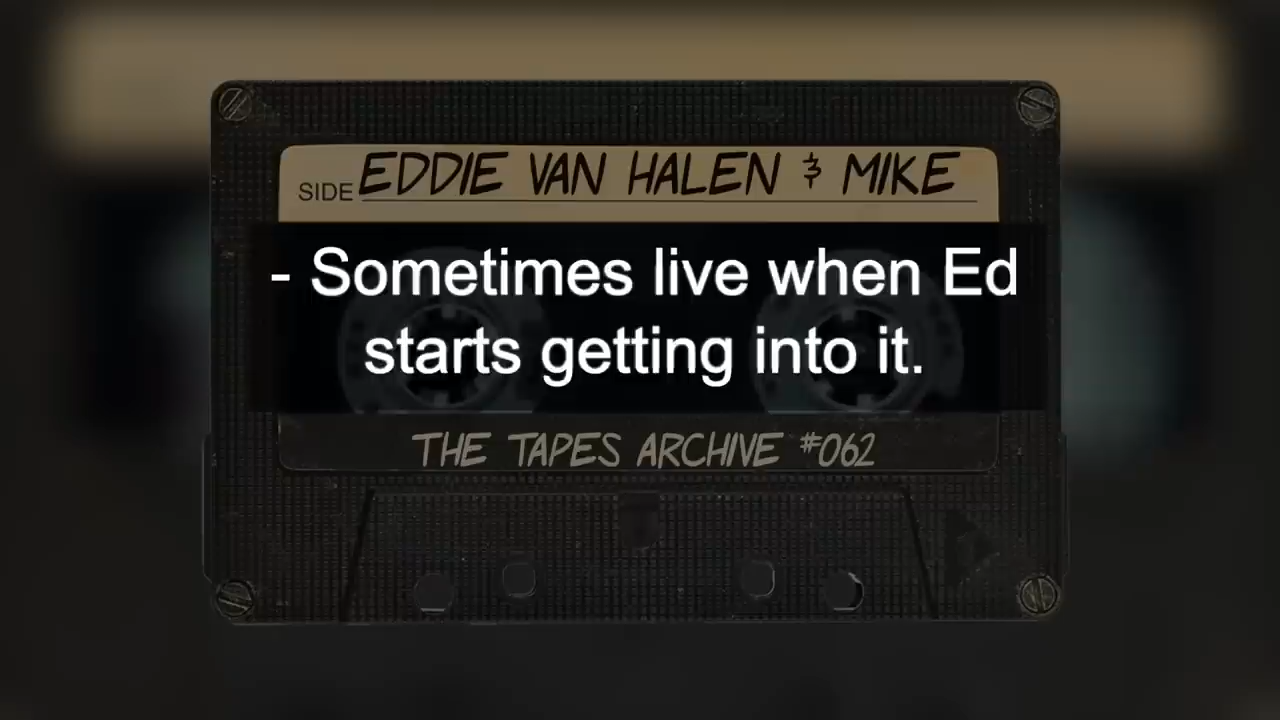 SIDE EDDIE VAN HALEN & MIKE
- Sometimes live when Ed
starts getting into it.
THE TAPES ARCHIVE #062